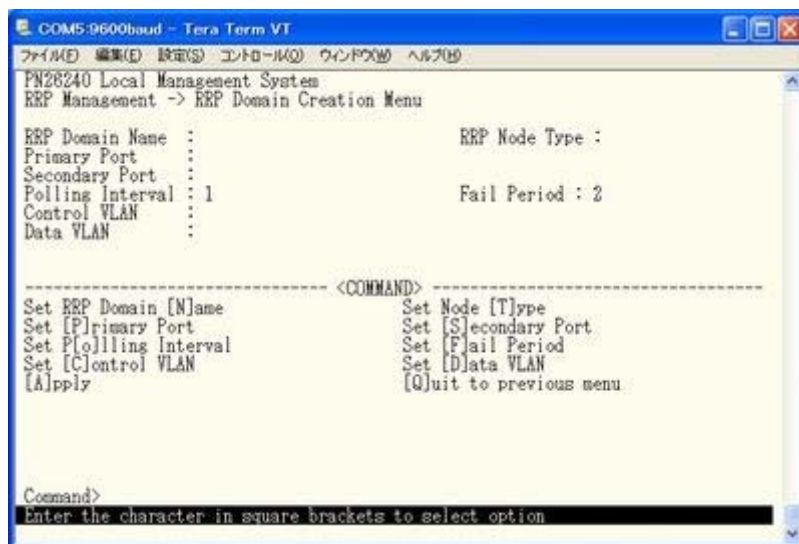 COM5:9600baud - Tera Term VT
ファイル(F) 編集(E) 設定(S) コントロール(O) ウィンドウ(W) ヘルプ(H)
PN26240 Local Management System
RRP Management -> RRP Domain Creation Menu
RRP Domain Name : RRP Node Type :
Primary Port :
Secondary Port :
Polling Interval : 1 Fail Period : 2
Control VLAN :
Data VLAN :
-------------------------------- <COMMAND> -----------------------------------
Set RRP Domain [N]ame Set Node [T]ype
Set [P]rimary Port Set [S]econdary Port
Set P[o]lling Interval Set [F]ail Period
Set [C]ontrol VLAN Set [D]ata VLAN
[A]pply [Q]uit to previous menu
Command>
Enter the character in square brackets to select option